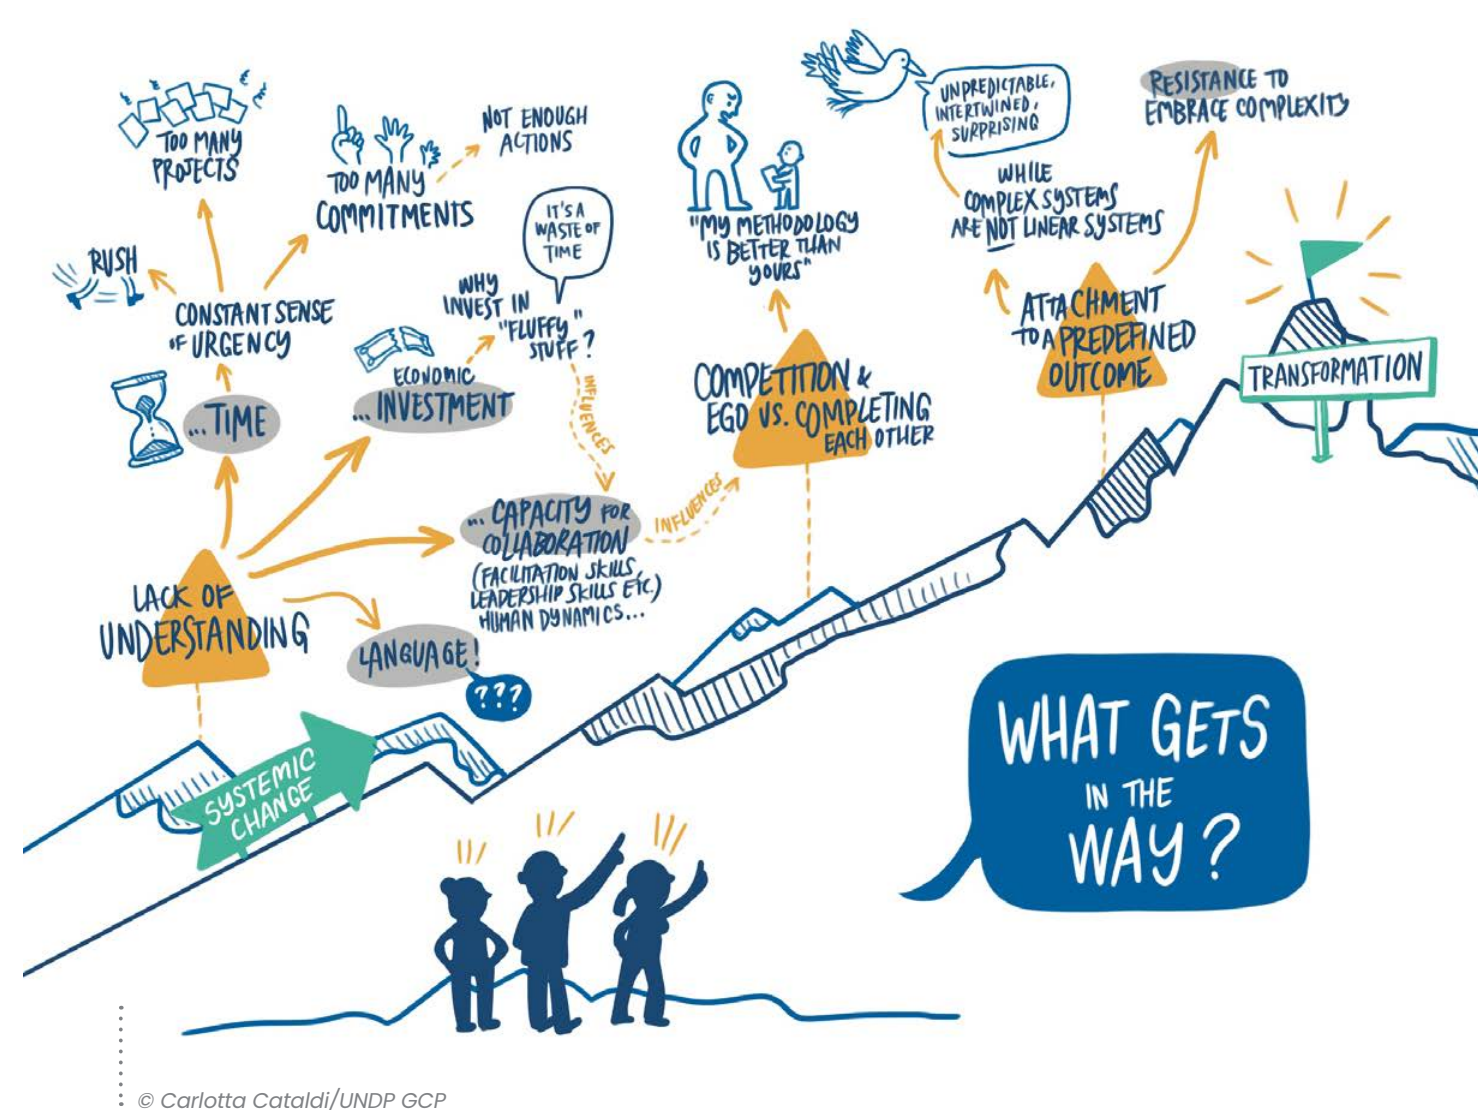 TOO MANY
PROJECTS
TOO MANY
COMMITMENTS
NOT ENOUGH
ACTIONS
RUSH
CONSTANT SENSE
OF URGENCY
...TIME
IT'S A
WASTE OF
TIME
WHY
INVEST IN
"FLUFFY"
STUFF?
ECONOMIC
... INVESTMENT
INFLUENCES
... CAPACITY FOR
COLLABORATION
(FACILITATION SKILLS,
LEADERSHIP SKILLS ETC.)
HUMAN DYNAMICS...
INFLUENCES
LACK OF
UNDERSTANDING
LANGUAGE!
???
"MY METHODOLOGY
IS BETTER THAN
YOURS"
COMPETITION &
EGO VS. COMPLETING
EACH OTHER
UNPREDICTABLE,
INTERTWINED,
SURPRISING
WHILE
COMPLEX SYSTEMS
ARE NOT LINEAR SYSTEMS
RESISTANCE TO
EMBRACE COMPLEXITY
ATTACHMENT
TO A PREDEFINED
OUTCOME
TRANSFORMATION
SYSTEMIC
CHANGE
WHAT GETS
IN THE
WAY?
© Carlotta Cataldi/UNDP GCP